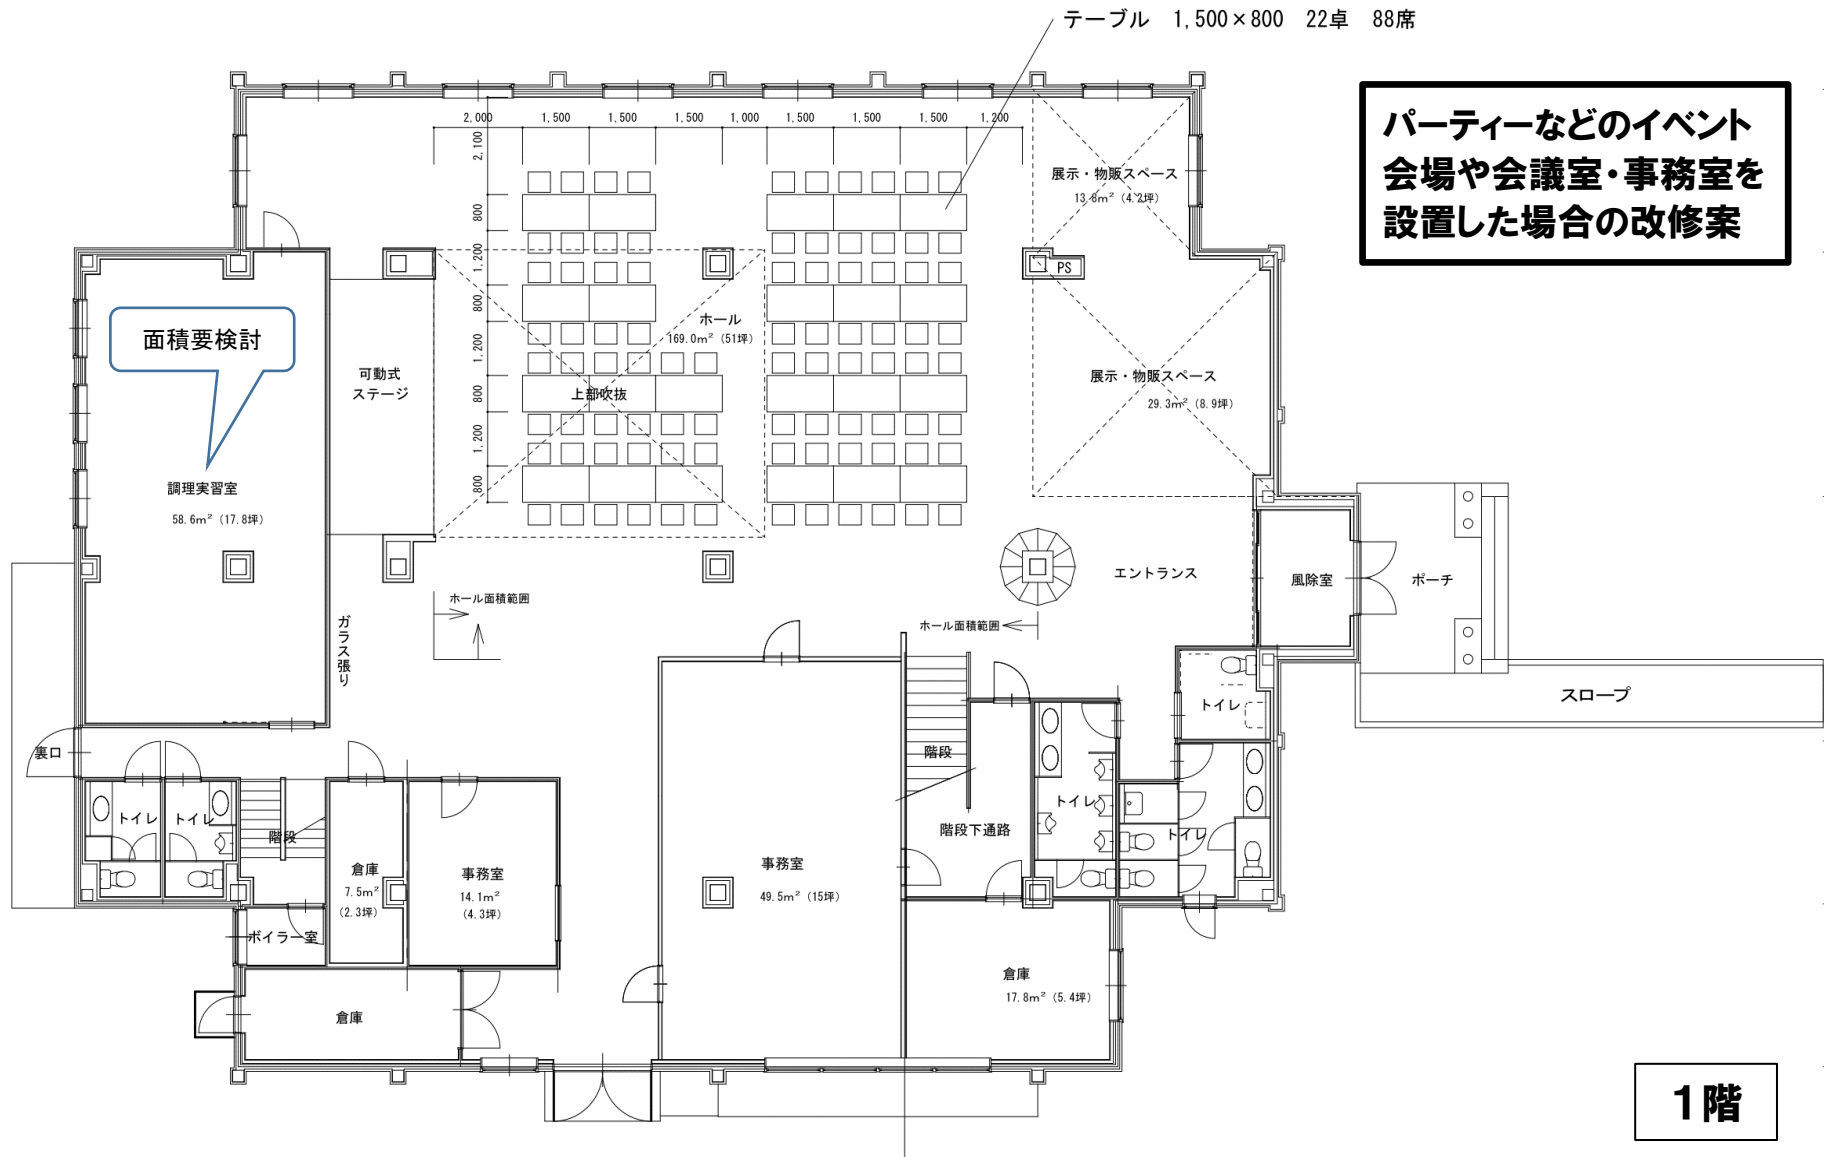 テーブル 1,500×800 22卓 88席
パーティーなどのイベント
会場や会議室・事務室を
設置した場合の改修案
2,000 1,500 1,500 1,500 1,000 1,500 1,500 1,500 1,200
2,100
800
1,200
800
1,200
800
1,200
800
展示・物販スペース
13.8m²(4.2坪)
PS
面積要検討
ホール
169.0m²(51坪)
可動式
ステージ
上部吹抜
展示・物販スペース
29.3m²(8.9坪)
調理実習室
58.6m²(17.8坪)
エントランス
風除室
ポーチ
ホール面積範囲
ホール面積範囲
ガラス張り
スロープ
トイレ
裏口
階段
トイレ
トイレ
階段
トイレ
トイレ
階段下通路
倉庫
7.5m²
(2.3坪)
事務室
14.1m²
(4.3坪)
事務室
49.5m²(15坪)
ボイラー室
倉庫
17.8m²(5.4坪)
倉庫
1階